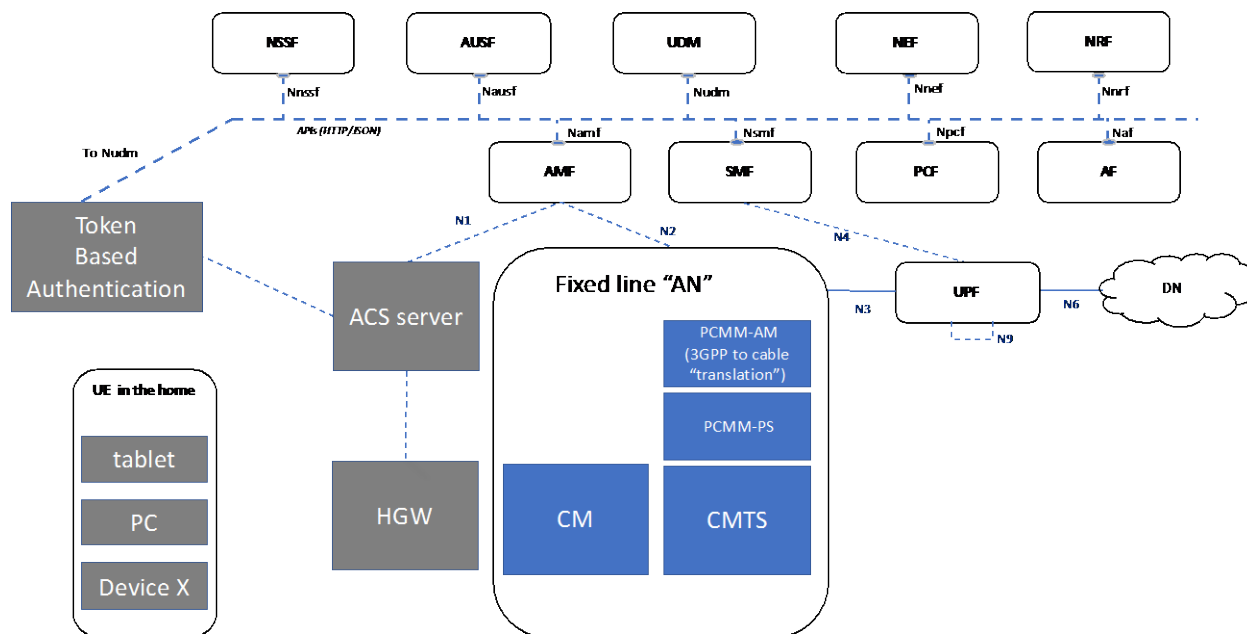 NSSF
AUSF
UDM
NEF
NRF
Nnssf
Nausf
Nudm
Nnef
Nnrf
APIs (HTTP/JSON)
Namf
Nsmf
Npcf
Naf
To Nudm
AMF
SMF
PCF
AF
Token
Based
Authentication
N1
N2
N4
Fixed line “AN”
ACS server
UPF
DN
N3
N6
N9
PCMM-AM
(3GPP to cable
“translation”)
UE in the home
PCMM-PS
tablet
PC
Device X
HGW
CM
CMTS